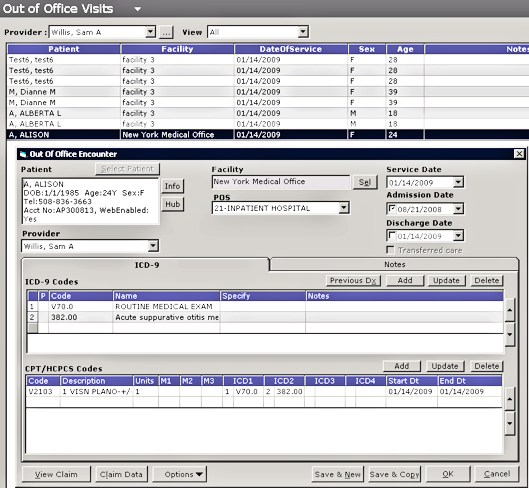 Out of Office Visits
Provider : Willis, Sam A ... View All
Patient Facility DateOfService Sex Age Notes
Test6, test6 facility 3 01/14/2009 F 28
Test6, test6 facility 3 01/14/2009 F 28
Test6, test6 facility 3 01/14/2009 F 28
M, Dianne M facility 3 01/14/2009 F 39
M, Dianne M facility 3 01/14/2009 F 39
A, ALBERTA L facility 3 01/14/2009 M 18
A, ALBERTA L facility 3 01/14/2009 M 18
A, ALISON New York Medical Office 01/14/2009 F 24
Out Of Office Encounter
Patient Select Patient Facility Service Date
A, ALISON Info New York Medical Office Sel 01/14/2009
DOB:1/1/1985 Age:24Y Sex:F
Tel:508-836-3663
Acct No:AP300813, WebEnabled:
Yes
Hub POS Admission Date
21-INPATIENT HOSPITAL 08/21/2008
Provider Discharge Date
Willis, Sam A 01/14/2009
Transferred care
ICD-9 Notes
ICD-9 Codes Previous Dx Add Update Delete
P Code Name Specify Notes
1 V70.0 ROUTINE MEDICAL EXAM
2 382.00 Acute suppurative otitis me
CPT/HCPCS Codes Add Update Delete
Code Description Units M1 M2 M3 ICD1 ICD2 ICD3 ICD4 Start Dt End Dt
V2103 1 VISN PLANO-+/ 1 1 V70.0 2 382.00 01/14/2009 01/14/2009
View Claim Claim Data Options Save & New Save & Copy OK Cancel